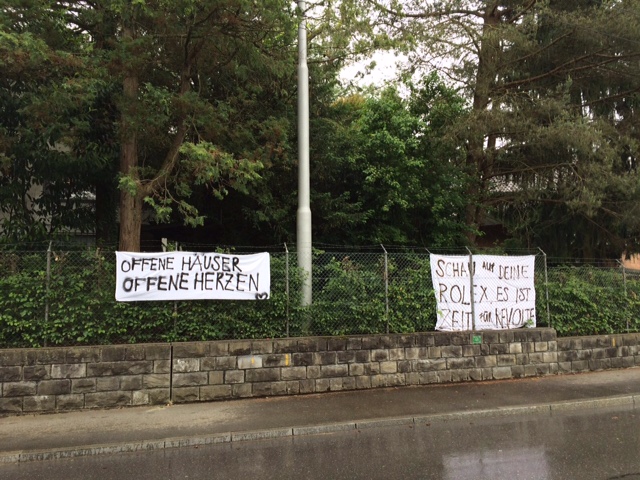 OFFENE HÄUSER
OFFENE HERZEN
SCHAU AUF DEINE
ROLEX, ES IST
ZEIT für REVOLTE